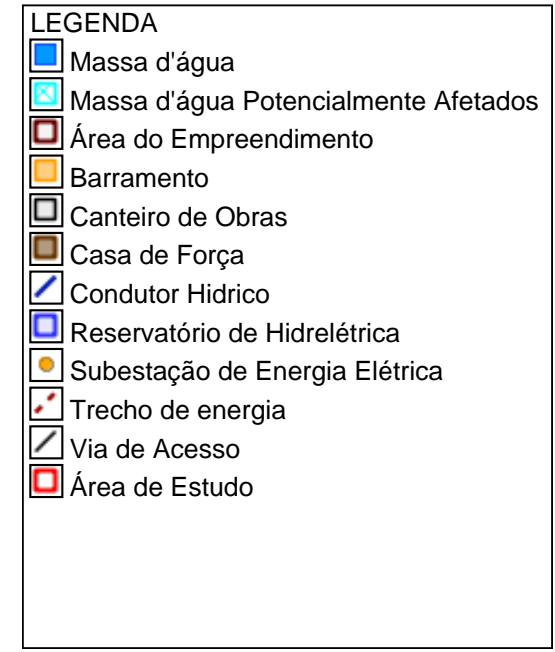 LEGENDA
Massa d'água
Massa d'água Potencialmente Afetados
Área do Empreendimento
Barramento
Canteiro de Obras
Casa de Força
Condutor Hidrico
Reservatório de Hidrelétrica
Subestação de Energia Elétrica
Trecho de energia
Via de Acesso
Área de Estudo